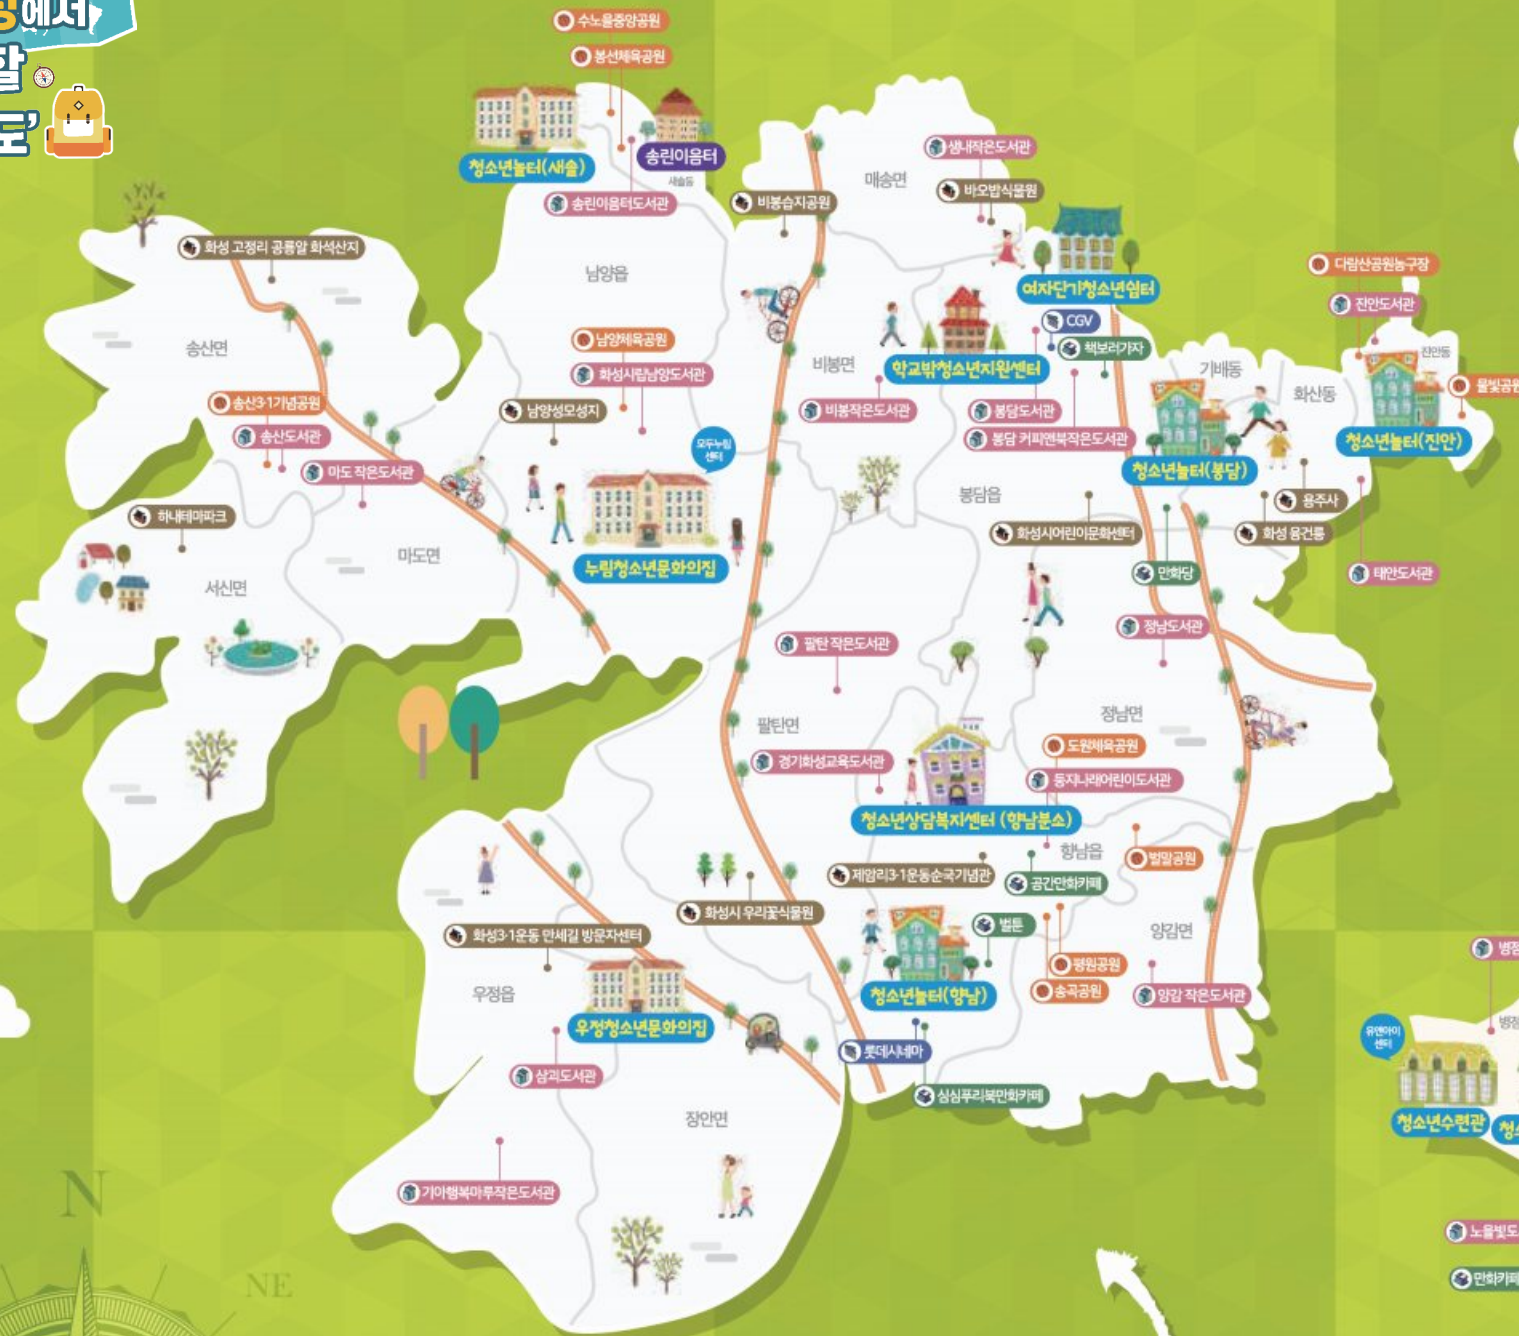 에서
할
도'
수노을중앙공원
봉선체육공원
청소년놀터(새솔)
송린이음터
새솔동
송린이음터도서관
샘내작은도서관
매송면
바오밥식물원
비봉습지공원
화성 고정리 공룡알 화석산지
남양읍
여자단기청소년쉼터
다람산공원농구장
진안도서관
CGV
책보러가자
송산면
남양체육공원
화성시립남양도서관
비봉면
학교밖청소년지원센터
기배동
진안동
화산동
물빛공원
송산3·1기념공원
남양성모성지
비봉작은도서관
봉담도서관
봉담 커피앤북작은도서관
송산도서관
모두누림
센터
청소년놀터(진안)
마도 작은도서관
청소년놀터(봉담)
봉담읍
용주사
하내테마파크
화성시어린이문화센터
화성 융건릉
마도면
누림청소년문화의집
만화당
태안도서관
서신면
정남도서관
팔탄 작은도서관
팔탄면
정남면
도원체육공원
경기화성교육도서관
둥지나래어린이도서관
청소년상담복지센터 (향남분소)
향남읍
벌말공원
제암리3·1운동순국기념관
공간만화카페
화성시 우리꽃식물원
벌툰
화성3·1운동 만세길 방문자센터
양감면
평원공원
우정읍
청소년놀터(향남)
송곡공원
양감 작은도서관
우정청소년문화의집
롯데시네마
유앤아이
센터
삼괴도서관
심심푸리북만화카페
장안면
청소년수련관
기아행복마루작은도서관
N
NE
만화카페